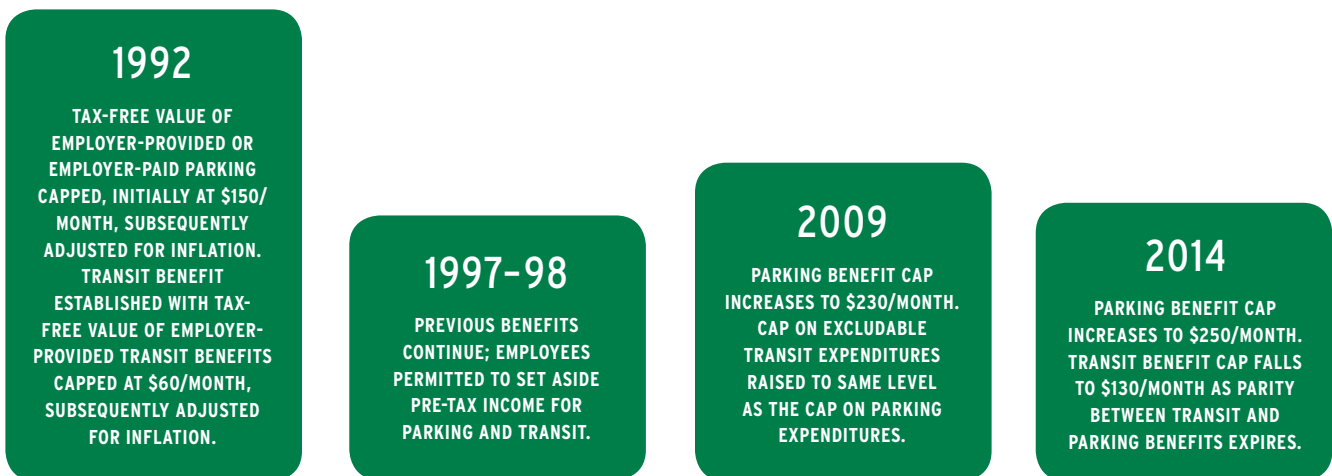 1992
TAX-FREE VALUE OF
EMPLOYER-PROVIDED OR
EMPLOYER-PAID PARKING
CAPPED, INITIALLY AT $150/
MONTH, SUBSEQUENTLY
ADJUSTED FOR INFLATION.
TRANSIT BENEFIT
ESTABLISHED WITH TAX-
FREE VALUE OF EMPLOYER-
PROVIDED TRANSIT BENEFITS
CAPPED AT $60/MONTH,
SUBSEQUENTLY ADJUSTED
FOR INFLATION.
1997–98
PREVIOUS BENEFITS
CONTINUE; EMPLOYEES
PERMITTED TO SET ASIDE
PRE-TAX INCOME FOR
PARKING AND TRANSIT.
2009
PARKING BENEFIT CAP
INCREASES TO $230/MONTH.
CAP ON EXCLUDABLE
TRANSIT EXPENDITURES
RAISED TO SAME LEVEL
AS THE CAP ON PARKING
EXPENDITURES.
2014
PARKING BENEFIT CAP
INCREASES TO $250/MONTH.
TRANSIT BENEFIT CAP FALLS
TO $130/MONTH AS PARITY
BETWEEN TRANSIT AND
PARKING BENEFITS EXPIRES.